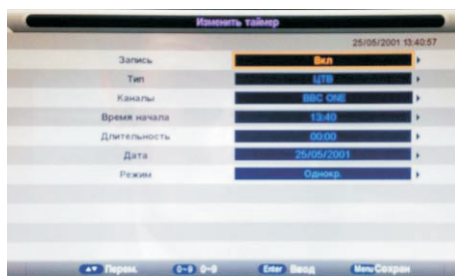 Изменить таймер
25/05/2001 13:40:57
Запись Вкл
Тип ЦТВ
Каналы BBC ONE
Время начала 13:40
Длительность 00:00
Дата 25/05/2001
Режим Однокр.
▲▼ Перем. 0~9 0~9 Enter Ввод Menu Сохран